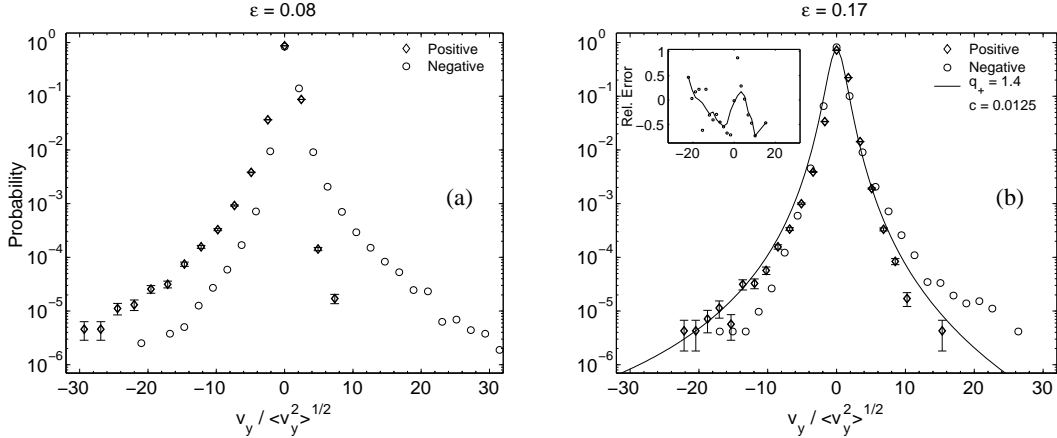 ε = 0.08
10^0
10^-1
10^-2
10^-3
10^-4
10^-5
10^-6
Probability
Positive
Negative
(a)
−30 −20 −10 0 10 20 30
v_y / <v_y^2>^1/2
ε = 0.17
10^0
10^-1
10^-2
10^-3
10^-4
10^-5
10^-6
Rel. Error
1
0.5
0
−0.5
−20 0 20
Positive
Negative
q_+ = 1.4
c = 0.0125
(b)
−30 −20 −10 0 10 20 30
v_y / <v_y^2>^1/2